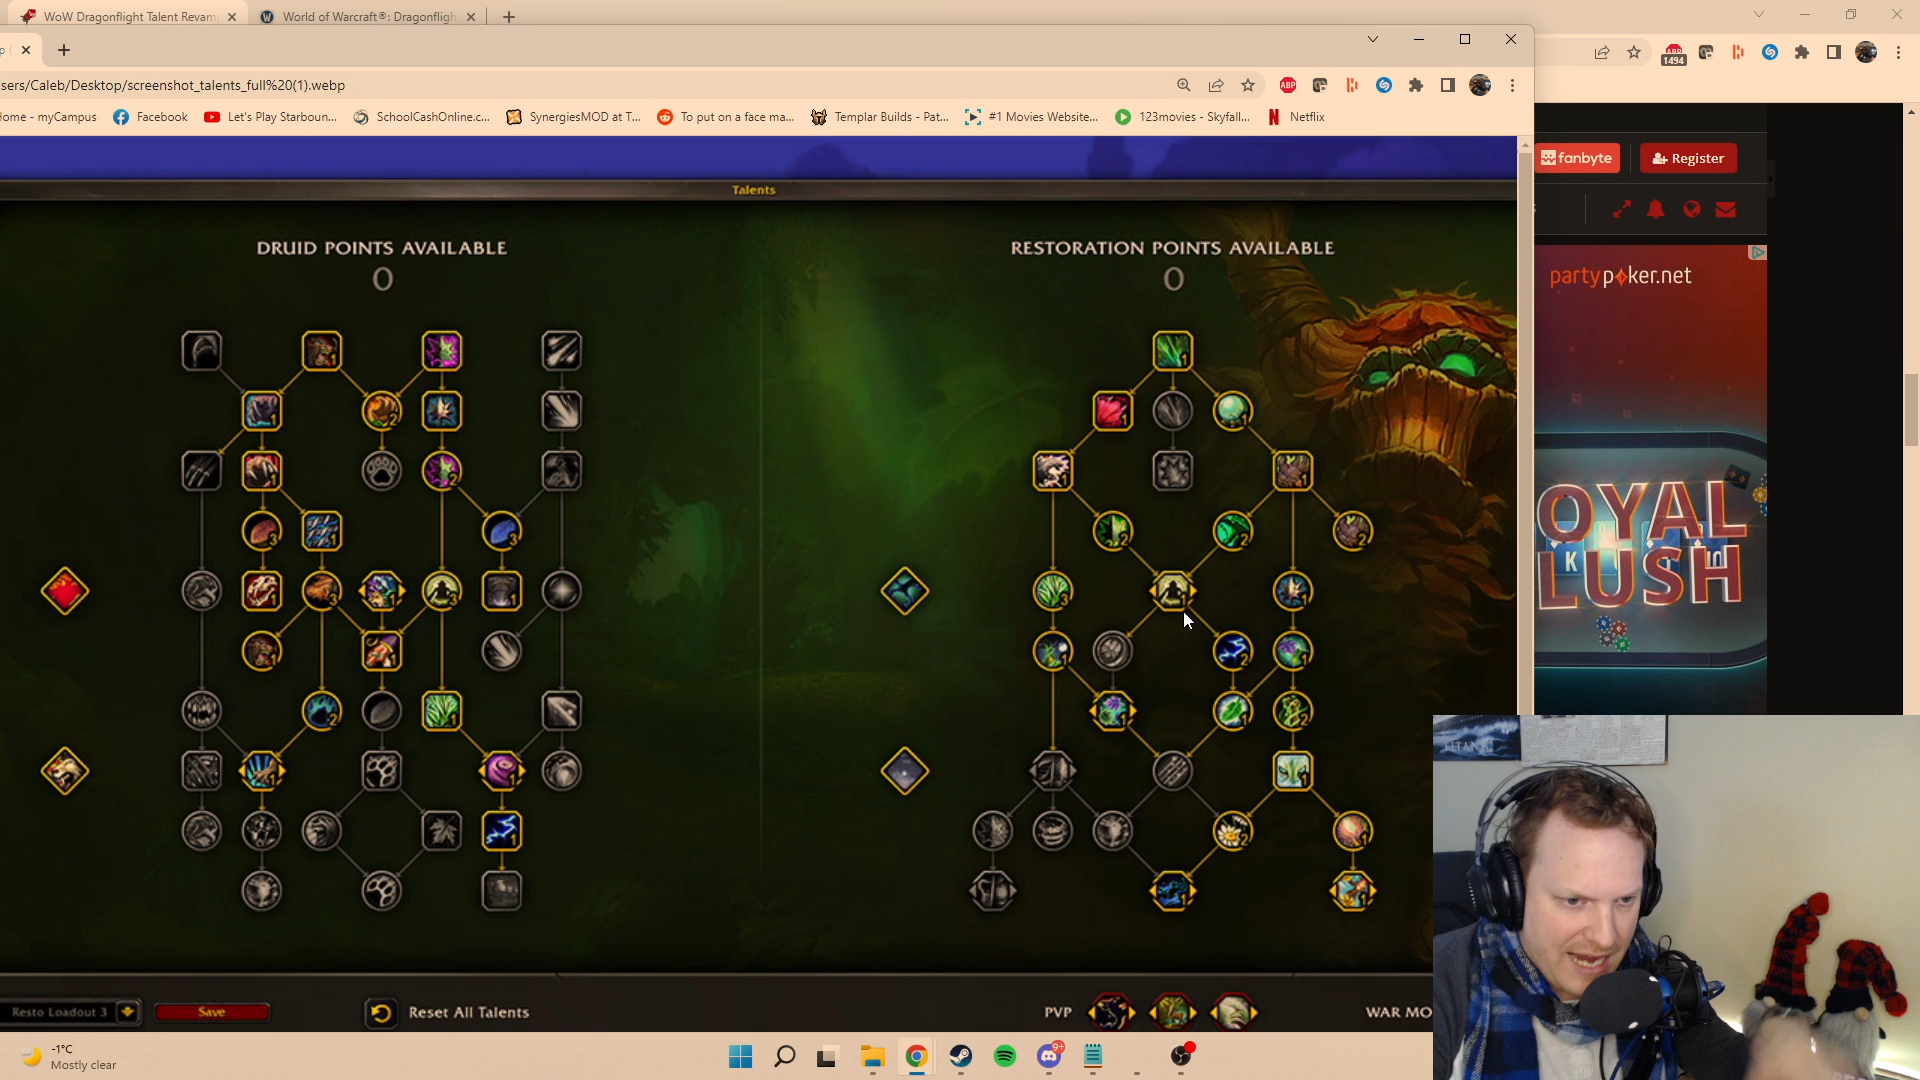 WoW Dragonflight Talent Revam
World of Warcraft®: Dragonfligh
sers/Caleb/Desktop/screenshot_talents_full%20(1).webp
ABP
1494
ome - myCampus
Facebook
Let's Play Starboun...
SchoolCashOnline.c...
SynergiesMOD at T...
To put on a face ma...
Templar Builds - Pat...
#1 Movies Website...
123movies - Skyfall...
Netflix
fanbyte
Register
Talents
DRUID POINTS AVAILABLE
0
RESTORATION POINTS AVAILABLE
0
partypoker.net
OYAL
LUSH
Resto Loadout 3
Save
Reset All Talents
PVP
WAR MO
-1°C
Mostly clear
9+